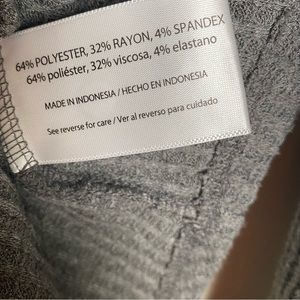 64% POLYESTER, 32% RAYON, 4% SPANDEX
64% poliéster, 32% viscosa, 4% elastano
MADE IN INDONESIA / HECHO EN INDONESIA
See reverse for care / Ver al reverso para cuidado